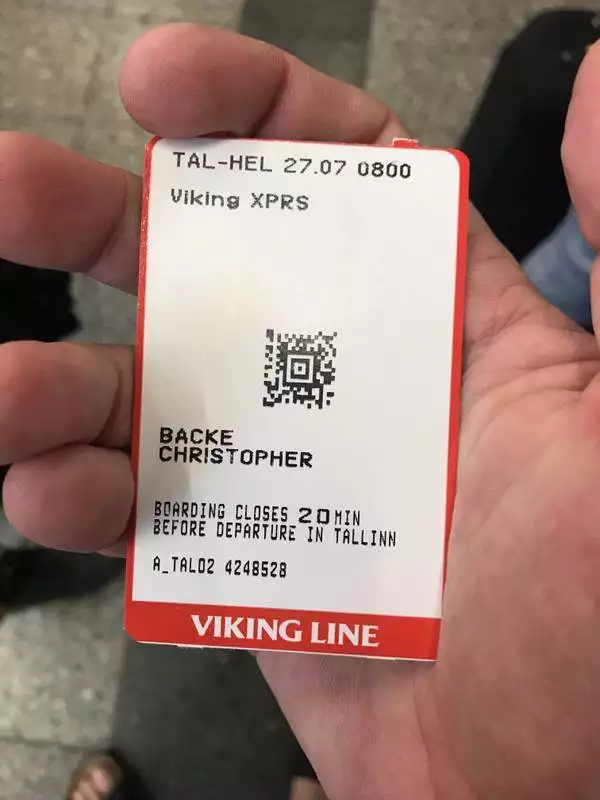 TAL-HEL 27.07 0800
Viking XPRS
BACKE
CHRISTOPHER
BOARDING CLOSES 20 MIN
BEFORE DEPARTURE IN TALLINN
A_TAL02 4248528
VIKING LINE